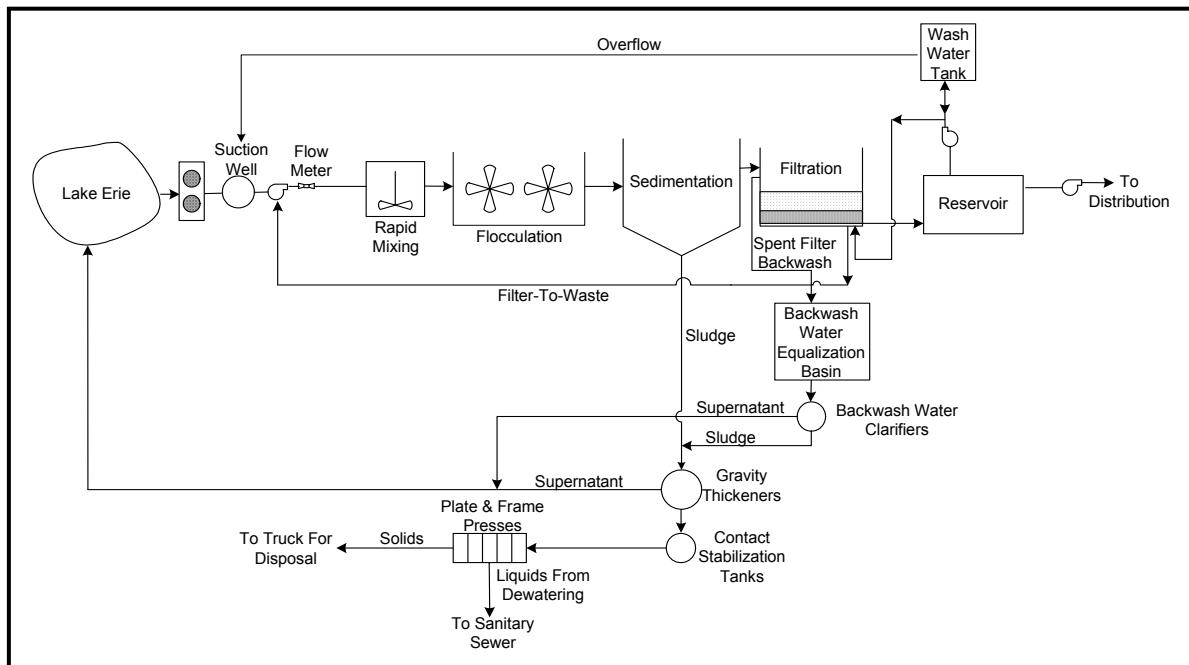 Overflow
Wash
Water
Tank
Lake Erie
Suction
Well
Flow
Meter
Rapid
Mixing
Flocculation
Sedimentation
Filtration
Reservoir
To
Distribution
Spent Filter
Backwash
Filter-To-Waste
Sludge
Backwash
Water
Equalization
Basin
Supernatant
Backwash Water
Clarifiers
Sludge
Supernatant
Gravity
Thickeners
Plate & Frame
Presses
To Truck For
Disposal
Solids
Contact
Stabilization
Tanks
Liquids From
Dewatering
To Sanitary
Sewer